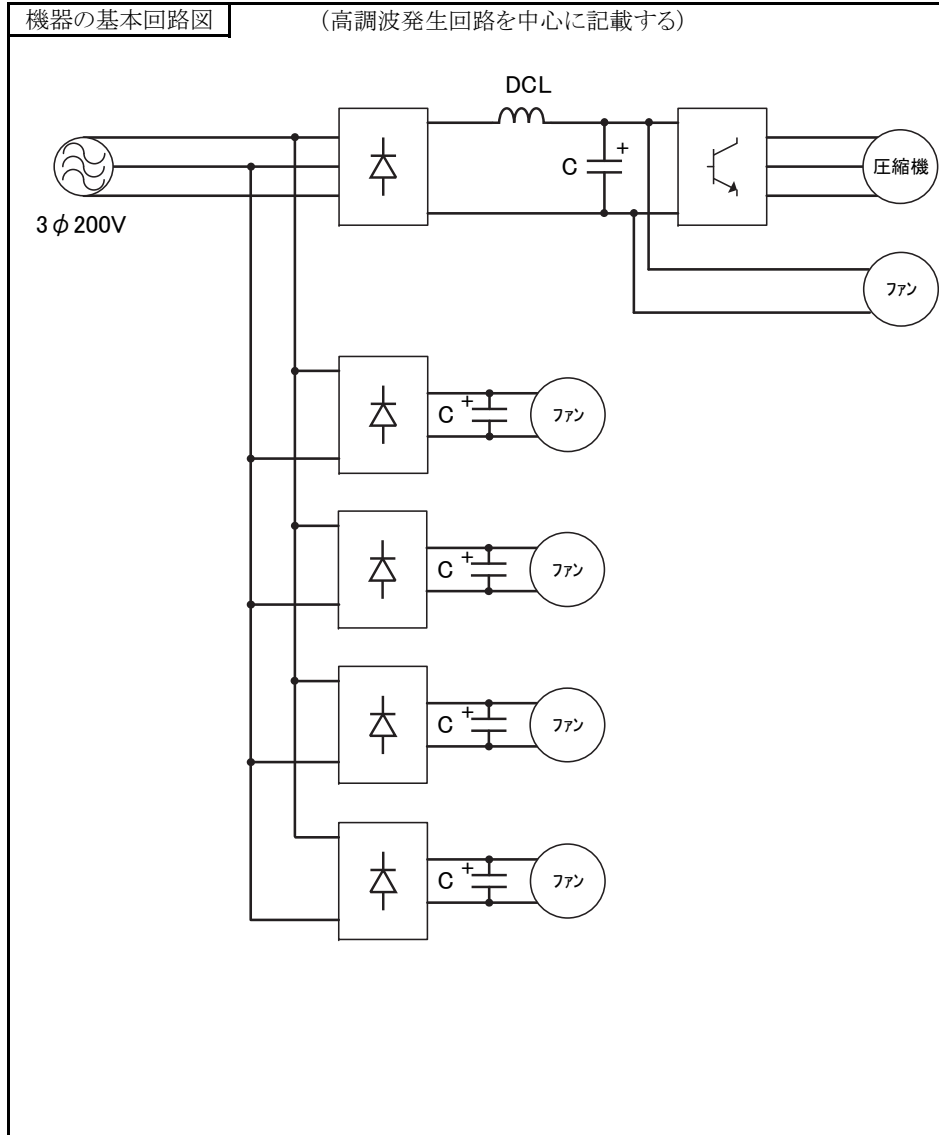 機器の基本回路図 (高調波発生回路を中心に記載する)
DCL
C +
圧縮機
3φ200V
ファン
C + ファン
C + ファン
C + ファン
C + ファン